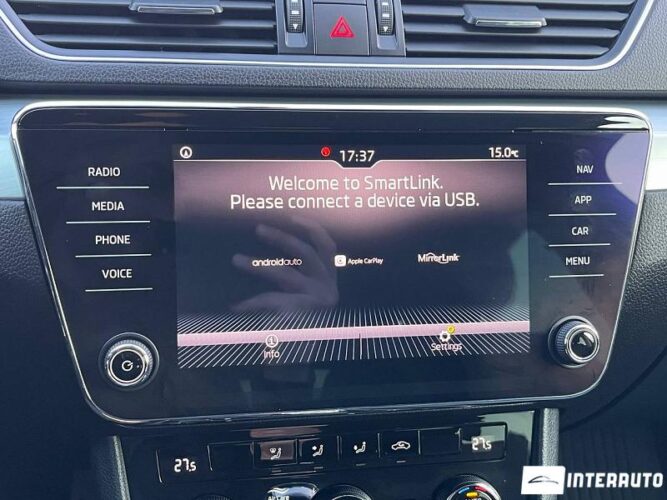 17:37
15.0°C
Welcome to SmartLink.
Please connect a device via USB.
androidauto
Apple CarPlay
MirrorLink
Info
Settings
RADIO
MEDIA
PHONE
VOICE
NAV
APP
CAR
MENU
27.5
27.5
INTERAUTO